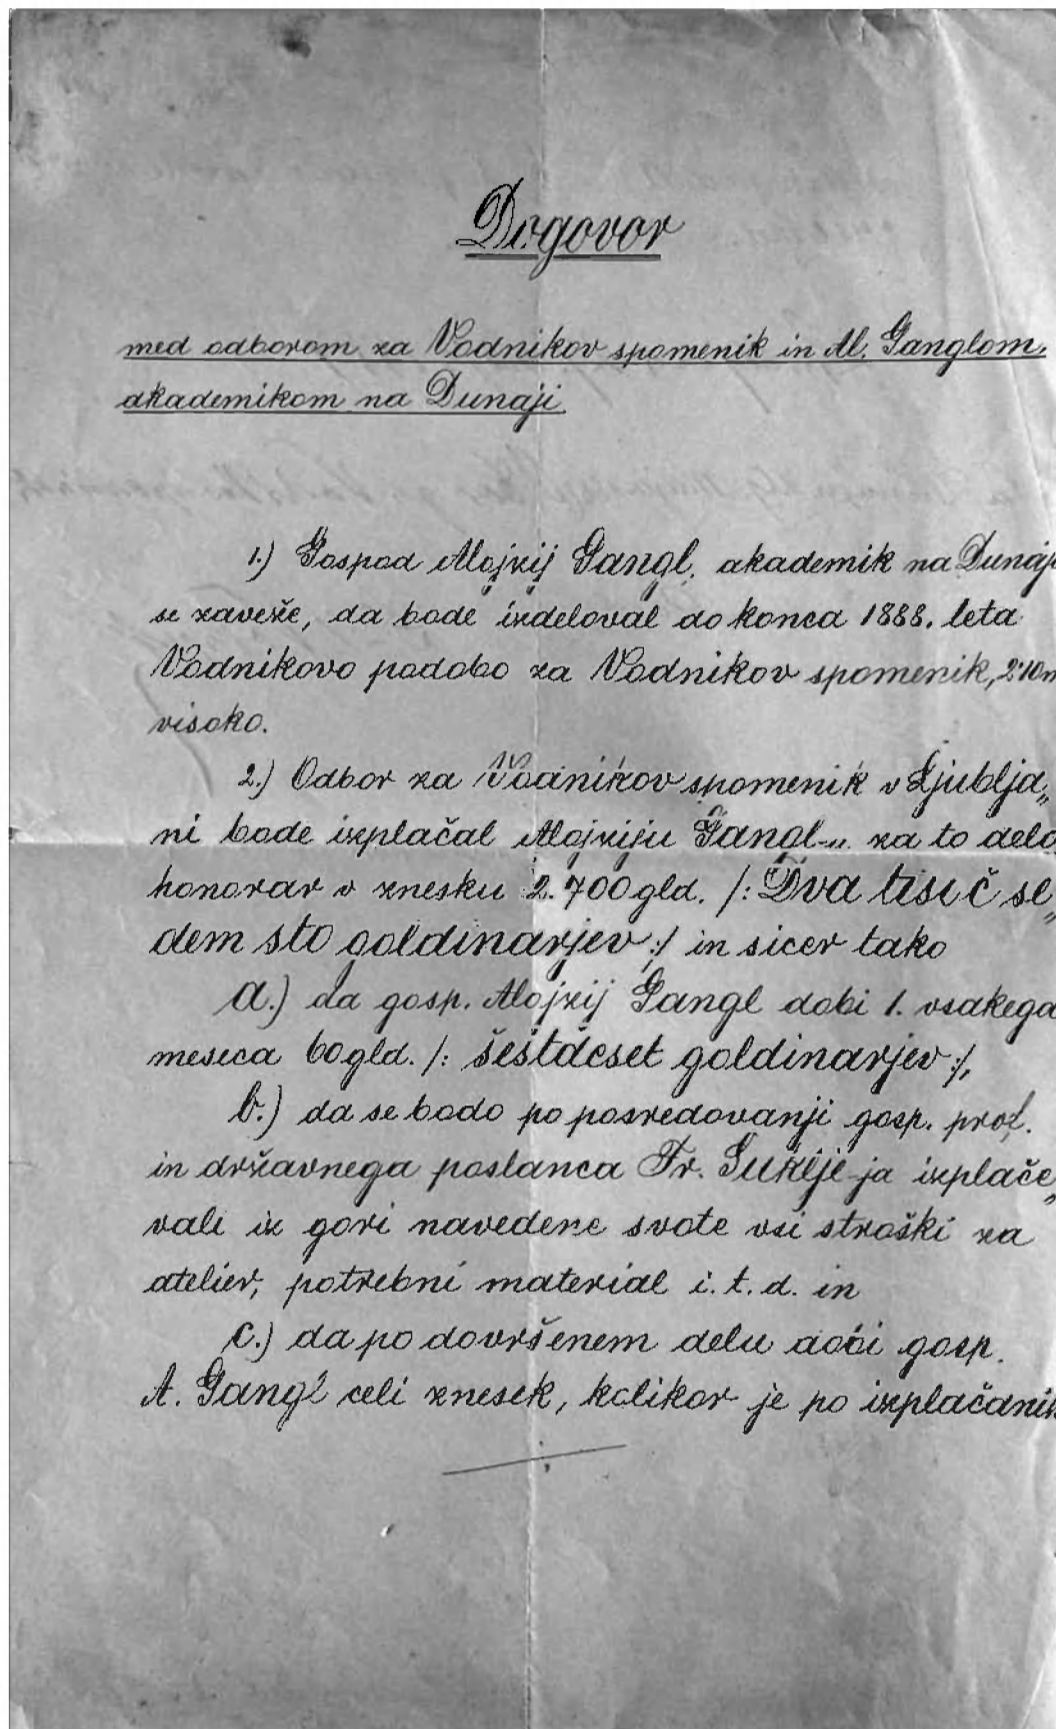 Dogovor
med odborom za Vodnikov spomenik in Al. Ganglom,
akademikom na Dunaji.
1.) Gospod Alojzij Gangl, akademik na Dunaji
se zaveže, da bode izdeloval do konca 1888. leta
Vodnikovo podobo za Vodnikov spomenik, 2·10m
visoko.
2.) Odbor za Vodnikov spomenik v Ljublja„
ni bode izplačal Alojziju Gangl-u za to delo
honorar v znesku 2.700 gld. /: Dva tisič se„
dem sto goldinarjev :/ in sicer tako
a.) da gosp. Alojzij Gangl dobi 1. vsakega
meseca 60 gld. /: šestdeset goldinarjev :/,
b.) da se bodo po posredovanji gosp. prof.
in državnega poslanca Fr. Šuklje-ja izplače„
vali iz gori navedene svote vsi stroški za
atelier, potrebni material i. t. d. in
c.) da po dovršenem delu dobi gosp.
A. Gangl celi znesek, kolikor je po izplačanih